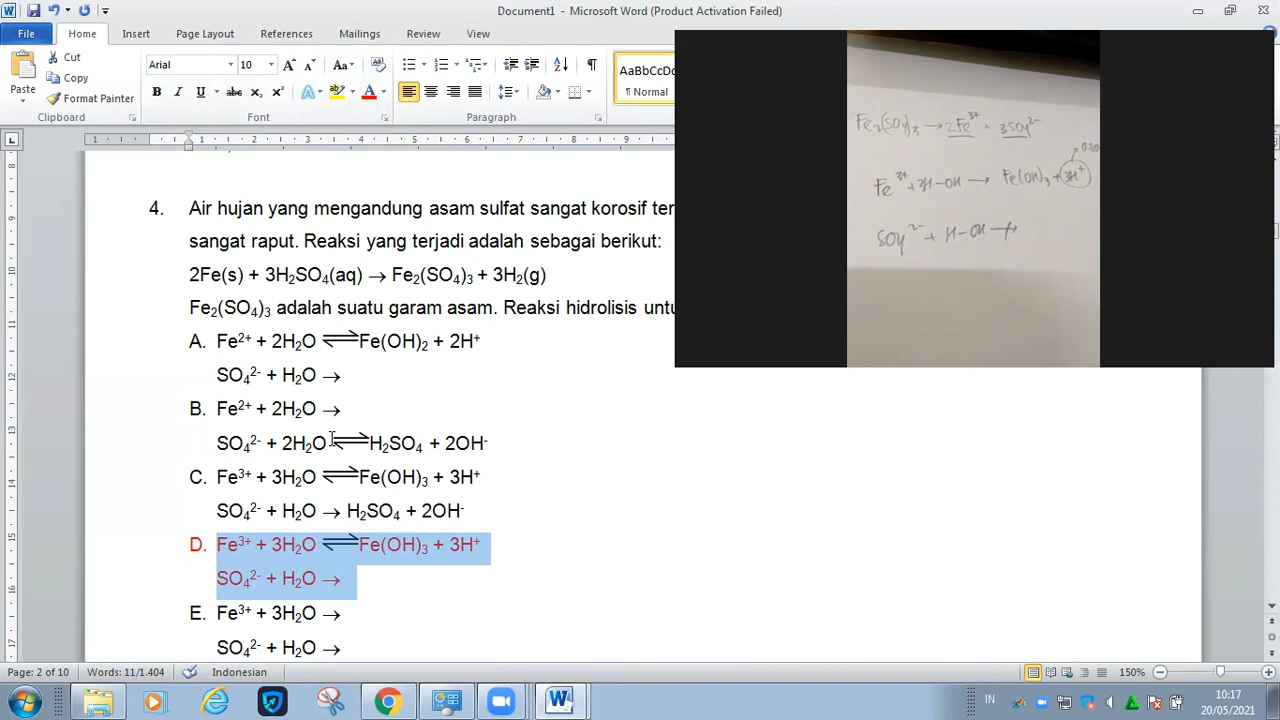 Document1 - Microsoft Word (Product Activation Failed)
File Home Insert Page Layout References Mailings Review View
Paste
Cut
Copy
Format Painter
Clipboard
Arial 10
Font
Paragraph
AaBbCcDc
¶ Normal
4. Air hujan yang mengandung asam sulfat sangat korosif
sangat raput. Reaksi yang terjadi adalah sebagai berikut:
2Fe(s) + 3H₂SO₄(aq) → Fe₂(SO₄)₃ + 3H₂(g)
Fe₂(SO₄)₃ adalah suatu garam asam. Reaksi hidrolisis
A. Fe²⁺ + 2H₂O ⇌ Fe(OH)₂ + 2H⁺
SO₄²⁻ + H₂O →
B. Fe²⁺ + 2H₂O →
SO₄²⁻ + 2H₂O ⇌ H₂SO₄ + 2OH⁻
C. Fe³⁺ + 3H₂O ⇌ Fe(OH)₃ + 3H⁺
SO₄²⁻ + H₂O → H₂SO₄ + 2OH⁻
D. Fe³⁺ + 3H₂O ⇌ Fe(OH)₃ + 3H⁺
SO₄²⁻ + H₂O →
E. Fe³⁺ + 3H₂O →
SO₄²⁻ + H₂O →
Fe₂(SO₄)₃ → 2Fe³⁺ + 3SO₄²⁻
Fe³⁺ + 3H-OH → Fe(OH)₃ + 3H⁺
SO₄²⁻ + H-OH ↛
Page: 2 of 10 Words: 11/1.404 Indonesian 150%
IN
10:17
20/05/2021